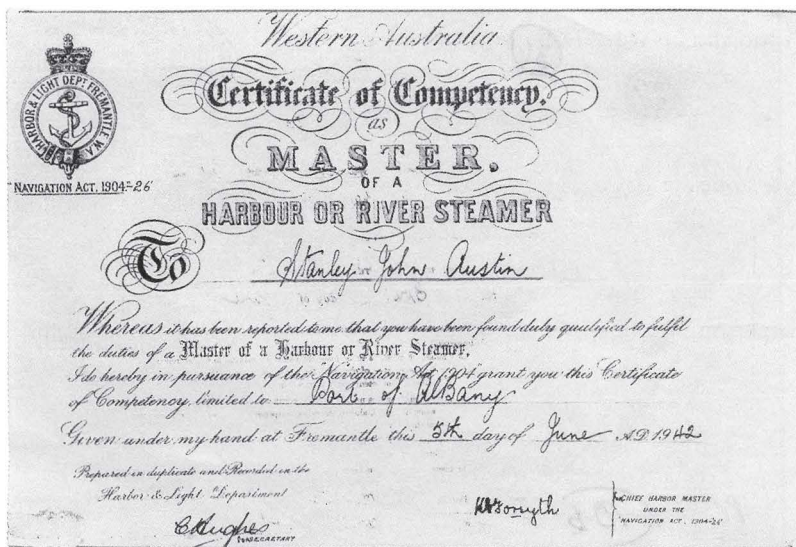 Western Australia
Certificate of Competency.
as
MASTER.
OF A
HARBOUR OR RIVER STEAMER
HARBOR & LIGHT DEPT FREMANTLE W.A.
"NAVIGATION ACT. 1904-26"
To Stanley John Austin
Whereas it has been reported to me that you have been found duly qualified to fulfil
the duties of a Master of a Harbour or River Steamer,
I do hereby in pursuance of the "Navigation Act 1904" grant you this Certificate
of Competency, limited to Port of Albany
Given under my hand at Fremantle this 5th day of June A.D. 1942
Prepared in duplicate and Recorded in the
Harbor & Light Department
C Hughes
SECRETARY
Forsyth
CHIEF HARBOR MASTER
UNDER THE
"NAVIGATION ACT, 1904-26"